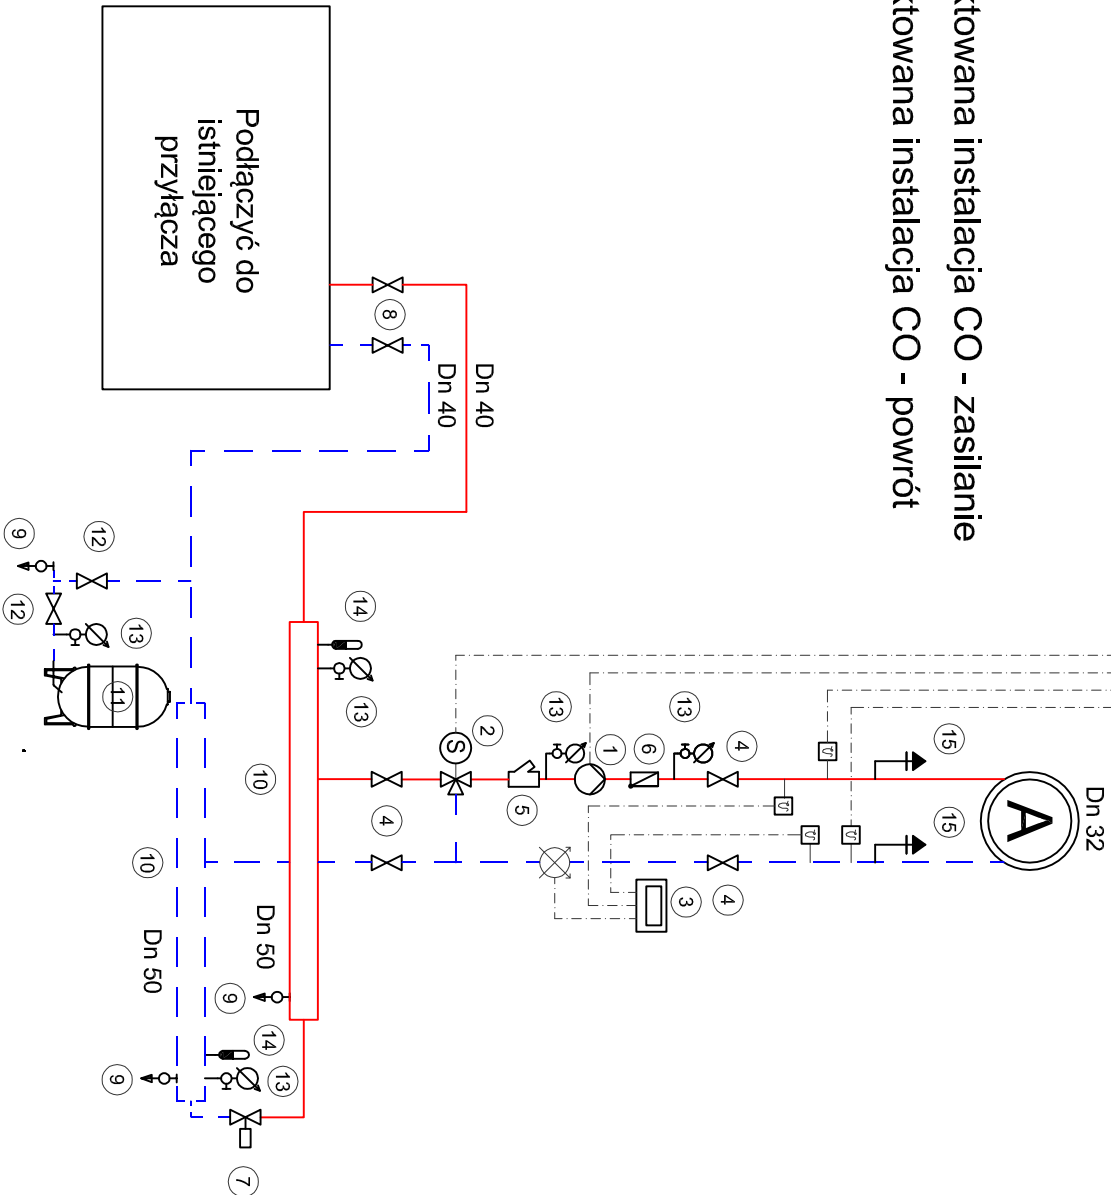 ktowana instalacja CO - zasilanie
ktowana instalacja CO - powrót
Podłączyć do
istniejącego
przyłącza
8
Dn 40
Dn 40
9
12
12
13
11
14
13
10
10
2
S
4
5
13
1
6
13
4
15
15
A
Dn 32
3
4
Dn 50
Dn 50
9
14
13
9
7